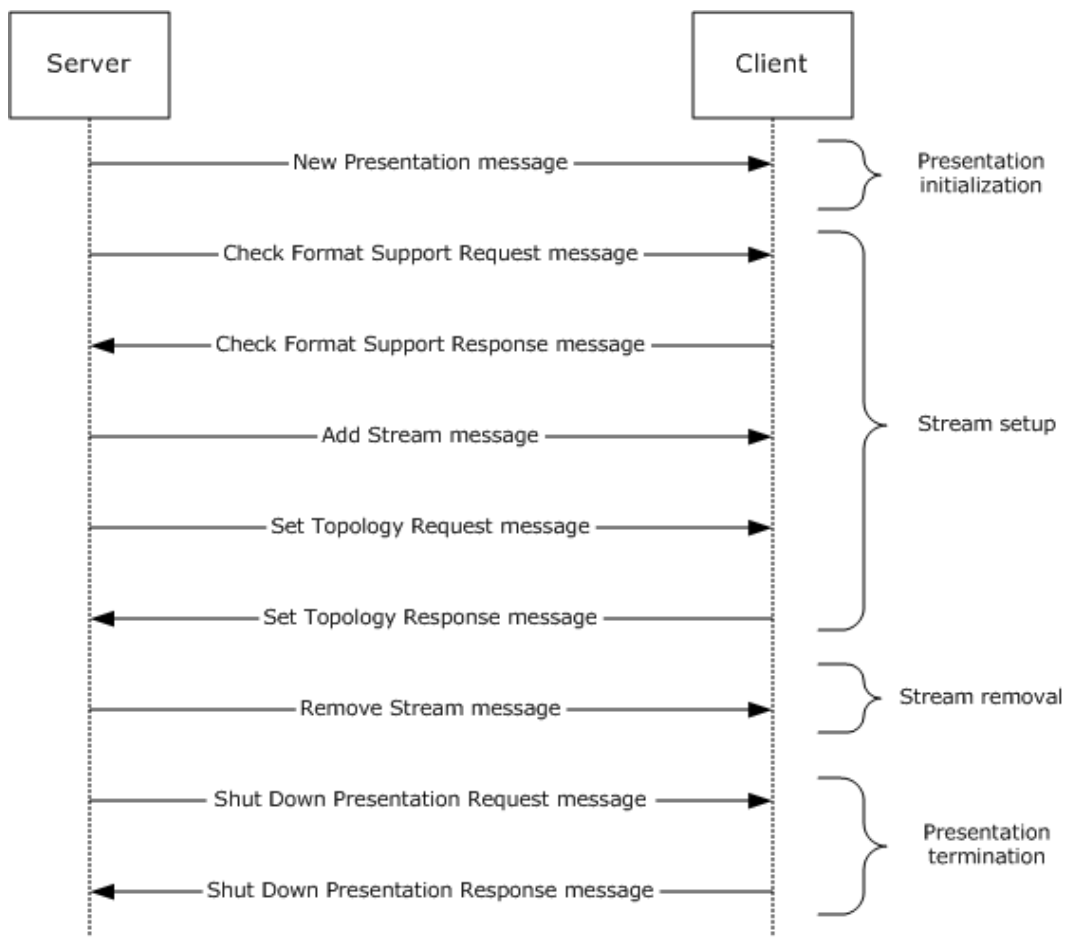 Server
Client
New Presentation message
Presentation
initialization
Check Format Support Request message
Check Format Support Response message
Stream setup
Add Stream message
Set Topology Request message
Set Topology Response message
Remove Stream message
Stream removal
Shut Down Presentation Request message
Presentation
termination
Shut Down Presentation Response message